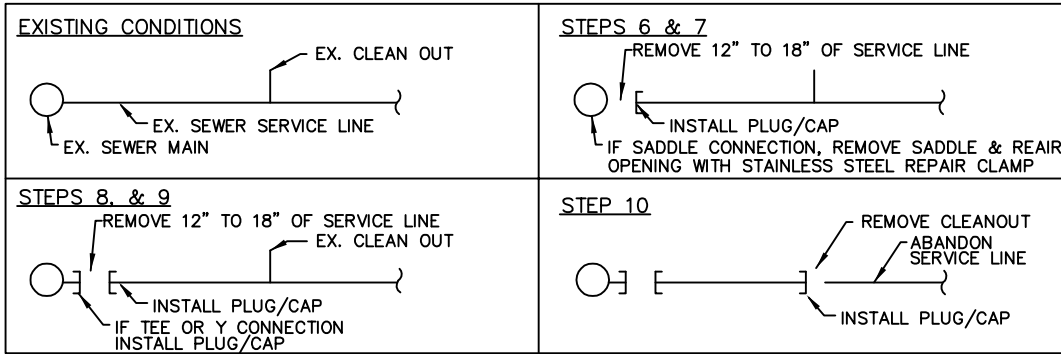 EXISTING CONDITIONS
EX. CLEAN OUT
EX. SEWER SERVICE LINE
EX. SEWER MAIN
STEPS 6 & 7
REMOVE 12" TO 18" OF SERVICE LINE
INSTALL PLUG/CAP
IF SADDLE CONNECTION, REMOVE SADDLE & REAIR
OPENING WITH STAINLESS STEEL REPAIR CLAMP
STEPS 8, & 9
REMOVE 12" TO 18" OF SERVICE LINE
EX. CLEAN OUT
INSTALL PLUG/CAP
IF TEE OR Y CONNECTION
INSTALL PLUG/CAP
STEP 10
REMOVE CLEANOUT
ABANDON
SERVICE LINE
INSTALL PLUG/CAP